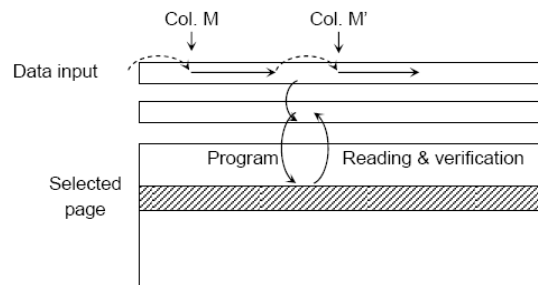 Col. M
Col. M’
Data input
Program
Reading & verification
Selected
page